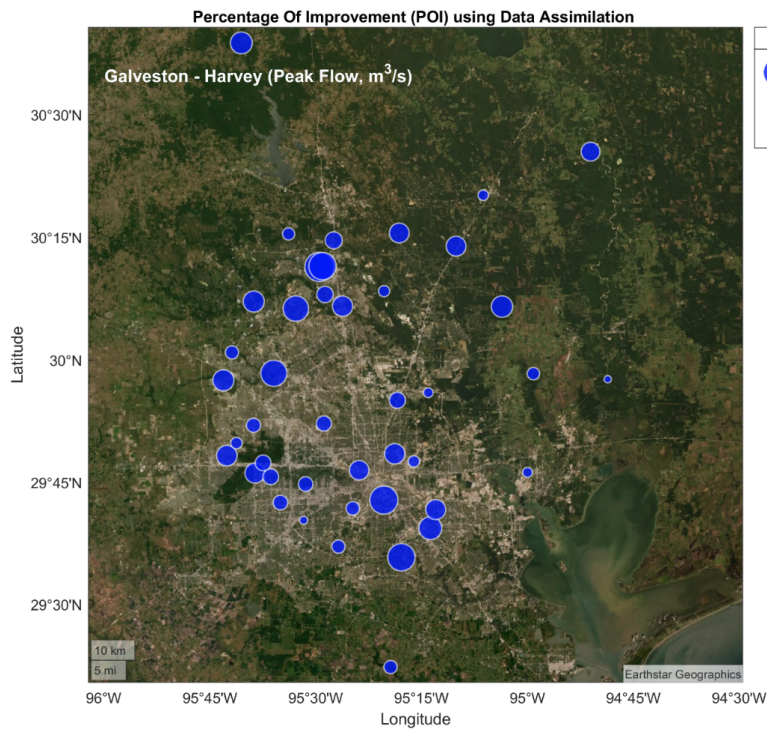 Percentage Of Improvement (POI) using Data Assimilation
Galveston - Harvey (Peak Flow, m³/s)
30°30'N
30°15'N
30°N
29°45'N
29°30'N
Latitude
10 km
5 mi
Earthstar Geographics
96°W 95°45'W 95°30'W 95°15'W 95°W 94°45'W 94°30'W
Longitude